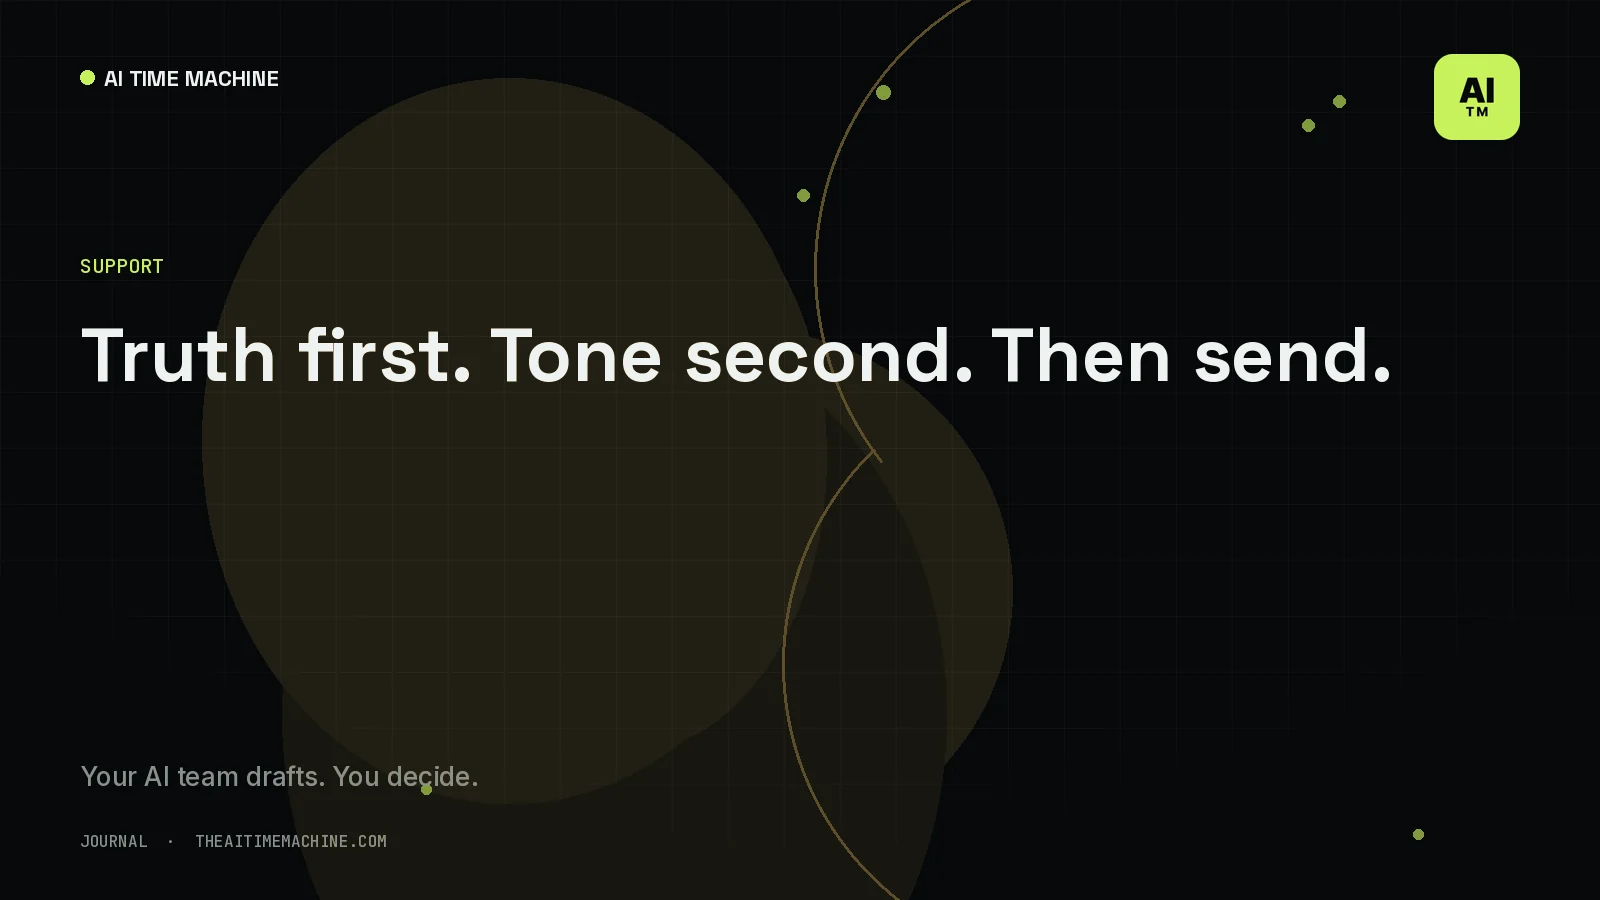 AI TIME MACHINE
AI
TM
SUPPORT
Truth first. Tone second. Then send.
Your AI team drafts. You decide.
JOURNAL · THEAITIMEMACHINE.COM